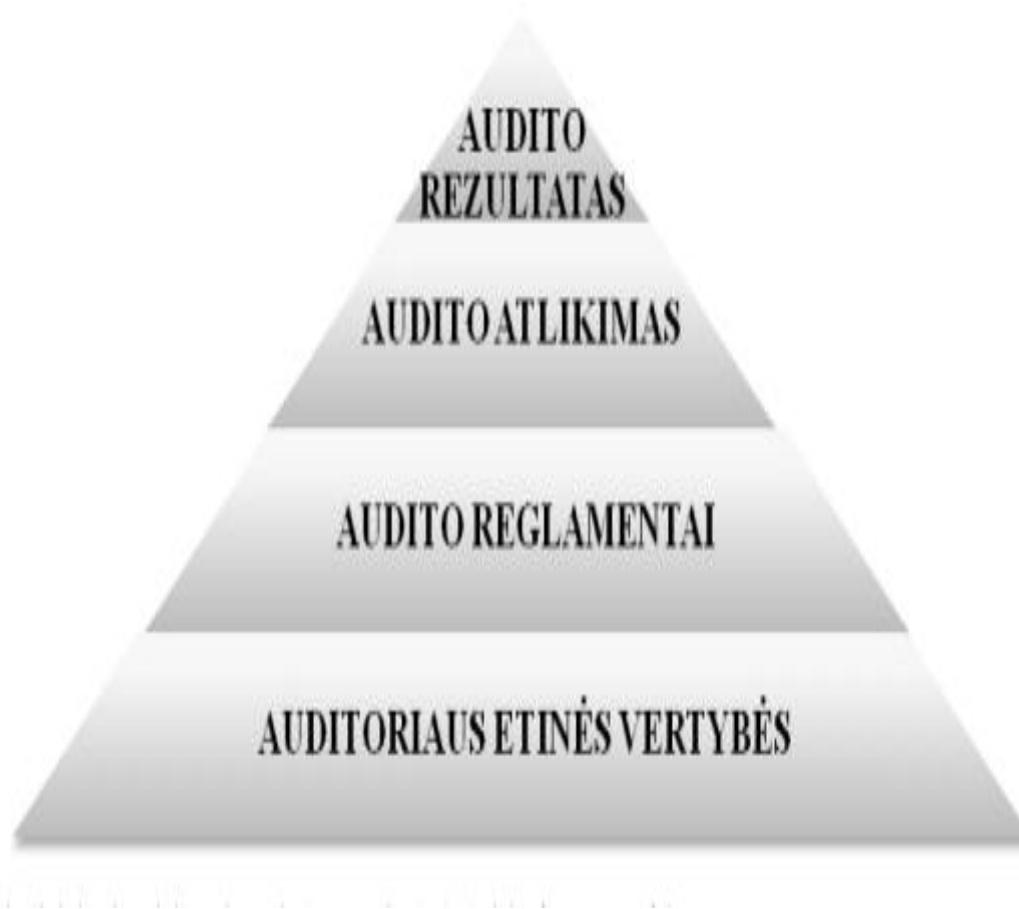 AUDITO
REZULTATAS
AUDITO ATLIKIMAS
AUDITO REGLAMENTAI
AUDITORIAUS ETINĖS VERTYBĖS